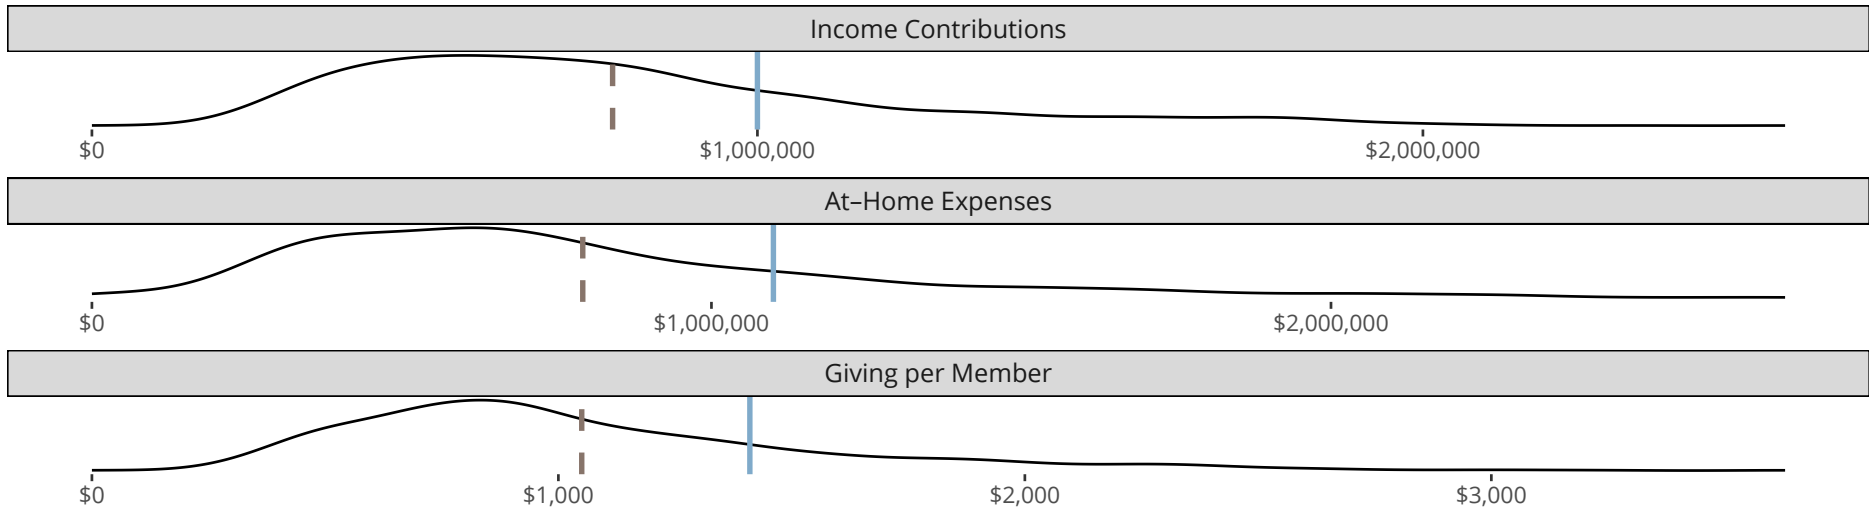 Income Contributions
$0 $1,000,000 $2,000,000
At–Home Expenses
$0 $1,000,000 $2,000,000
Giving per Member
$0 $1,000 $2,000 $3,000